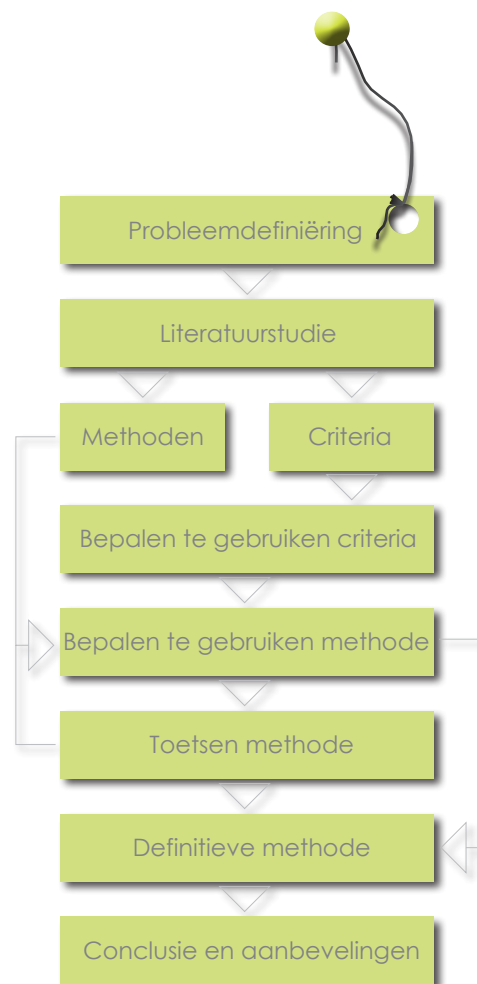 Probleemdefiniëring
Literatuurstudie
Methoden
Criteria
Bepalen te gebruiken criteria
Bepalen te gebruiken methode
Toetsen methode
Definitieve methode
Conclusie en aanbevelingen